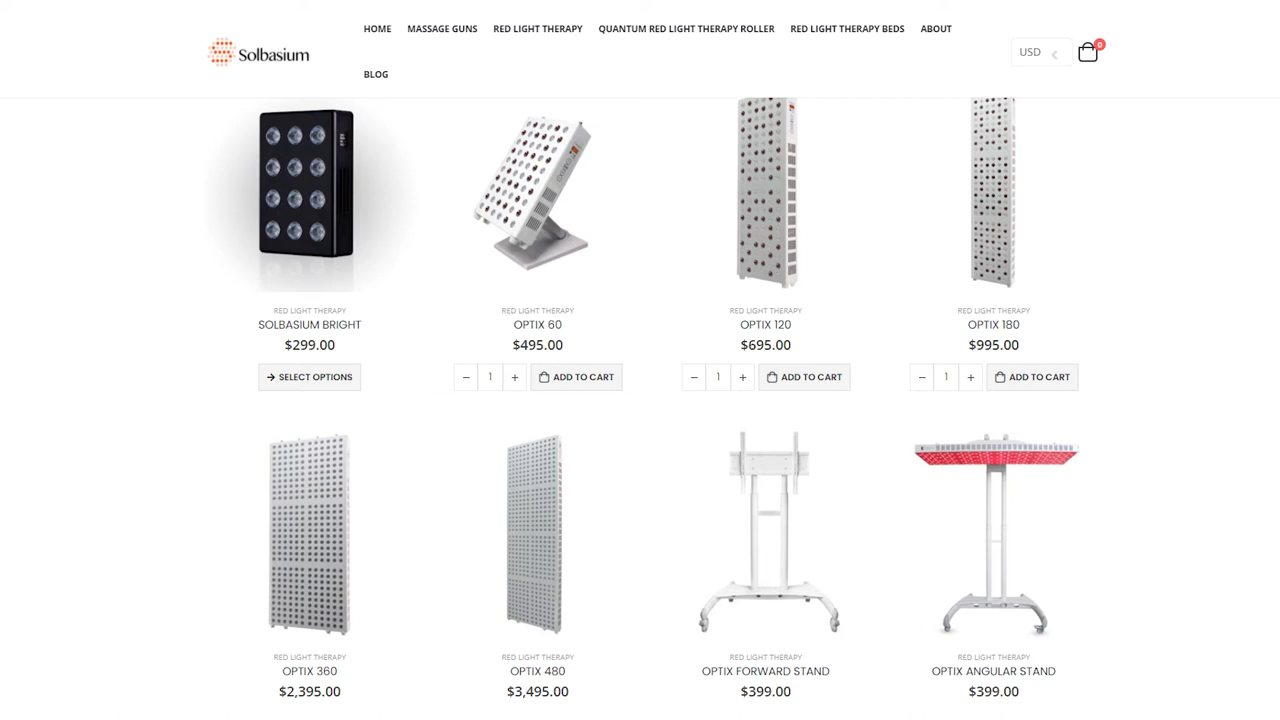 Solbasium
HOME MASSAGE GUNS RED LIGHT THERAPY QUANTUM RED LIGHT THERAPY ROLLER RED LIGHT THERAPY BEDS ABOUT
BLOG
USD
0
RED LIGHT THERAPY
SOLBASIUM BRIGHT
$299.00
SELECT OPTIONS
RED LIGHT THERAPY
OPTIX 60
$495.00
− 1 + ADD TO CART
RED LIGHT THERAPY
OPTIX 120
$695.00
− 1 + ADD TO CART
RED LIGHT THERAPY
OPTIX 180
$995.00
− 1 + ADD TO CART
RED LIGHT THERAPY
OPTIX 360
$2,395.00
RED LIGHT THERAPY
OPTIX 480
$3,495.00
RED LIGHT THERAPY
OPTIX FORWARD STAND
$399.00
RED LIGHT THERAPY
OPTIX ANGULAR STAND
$399.00